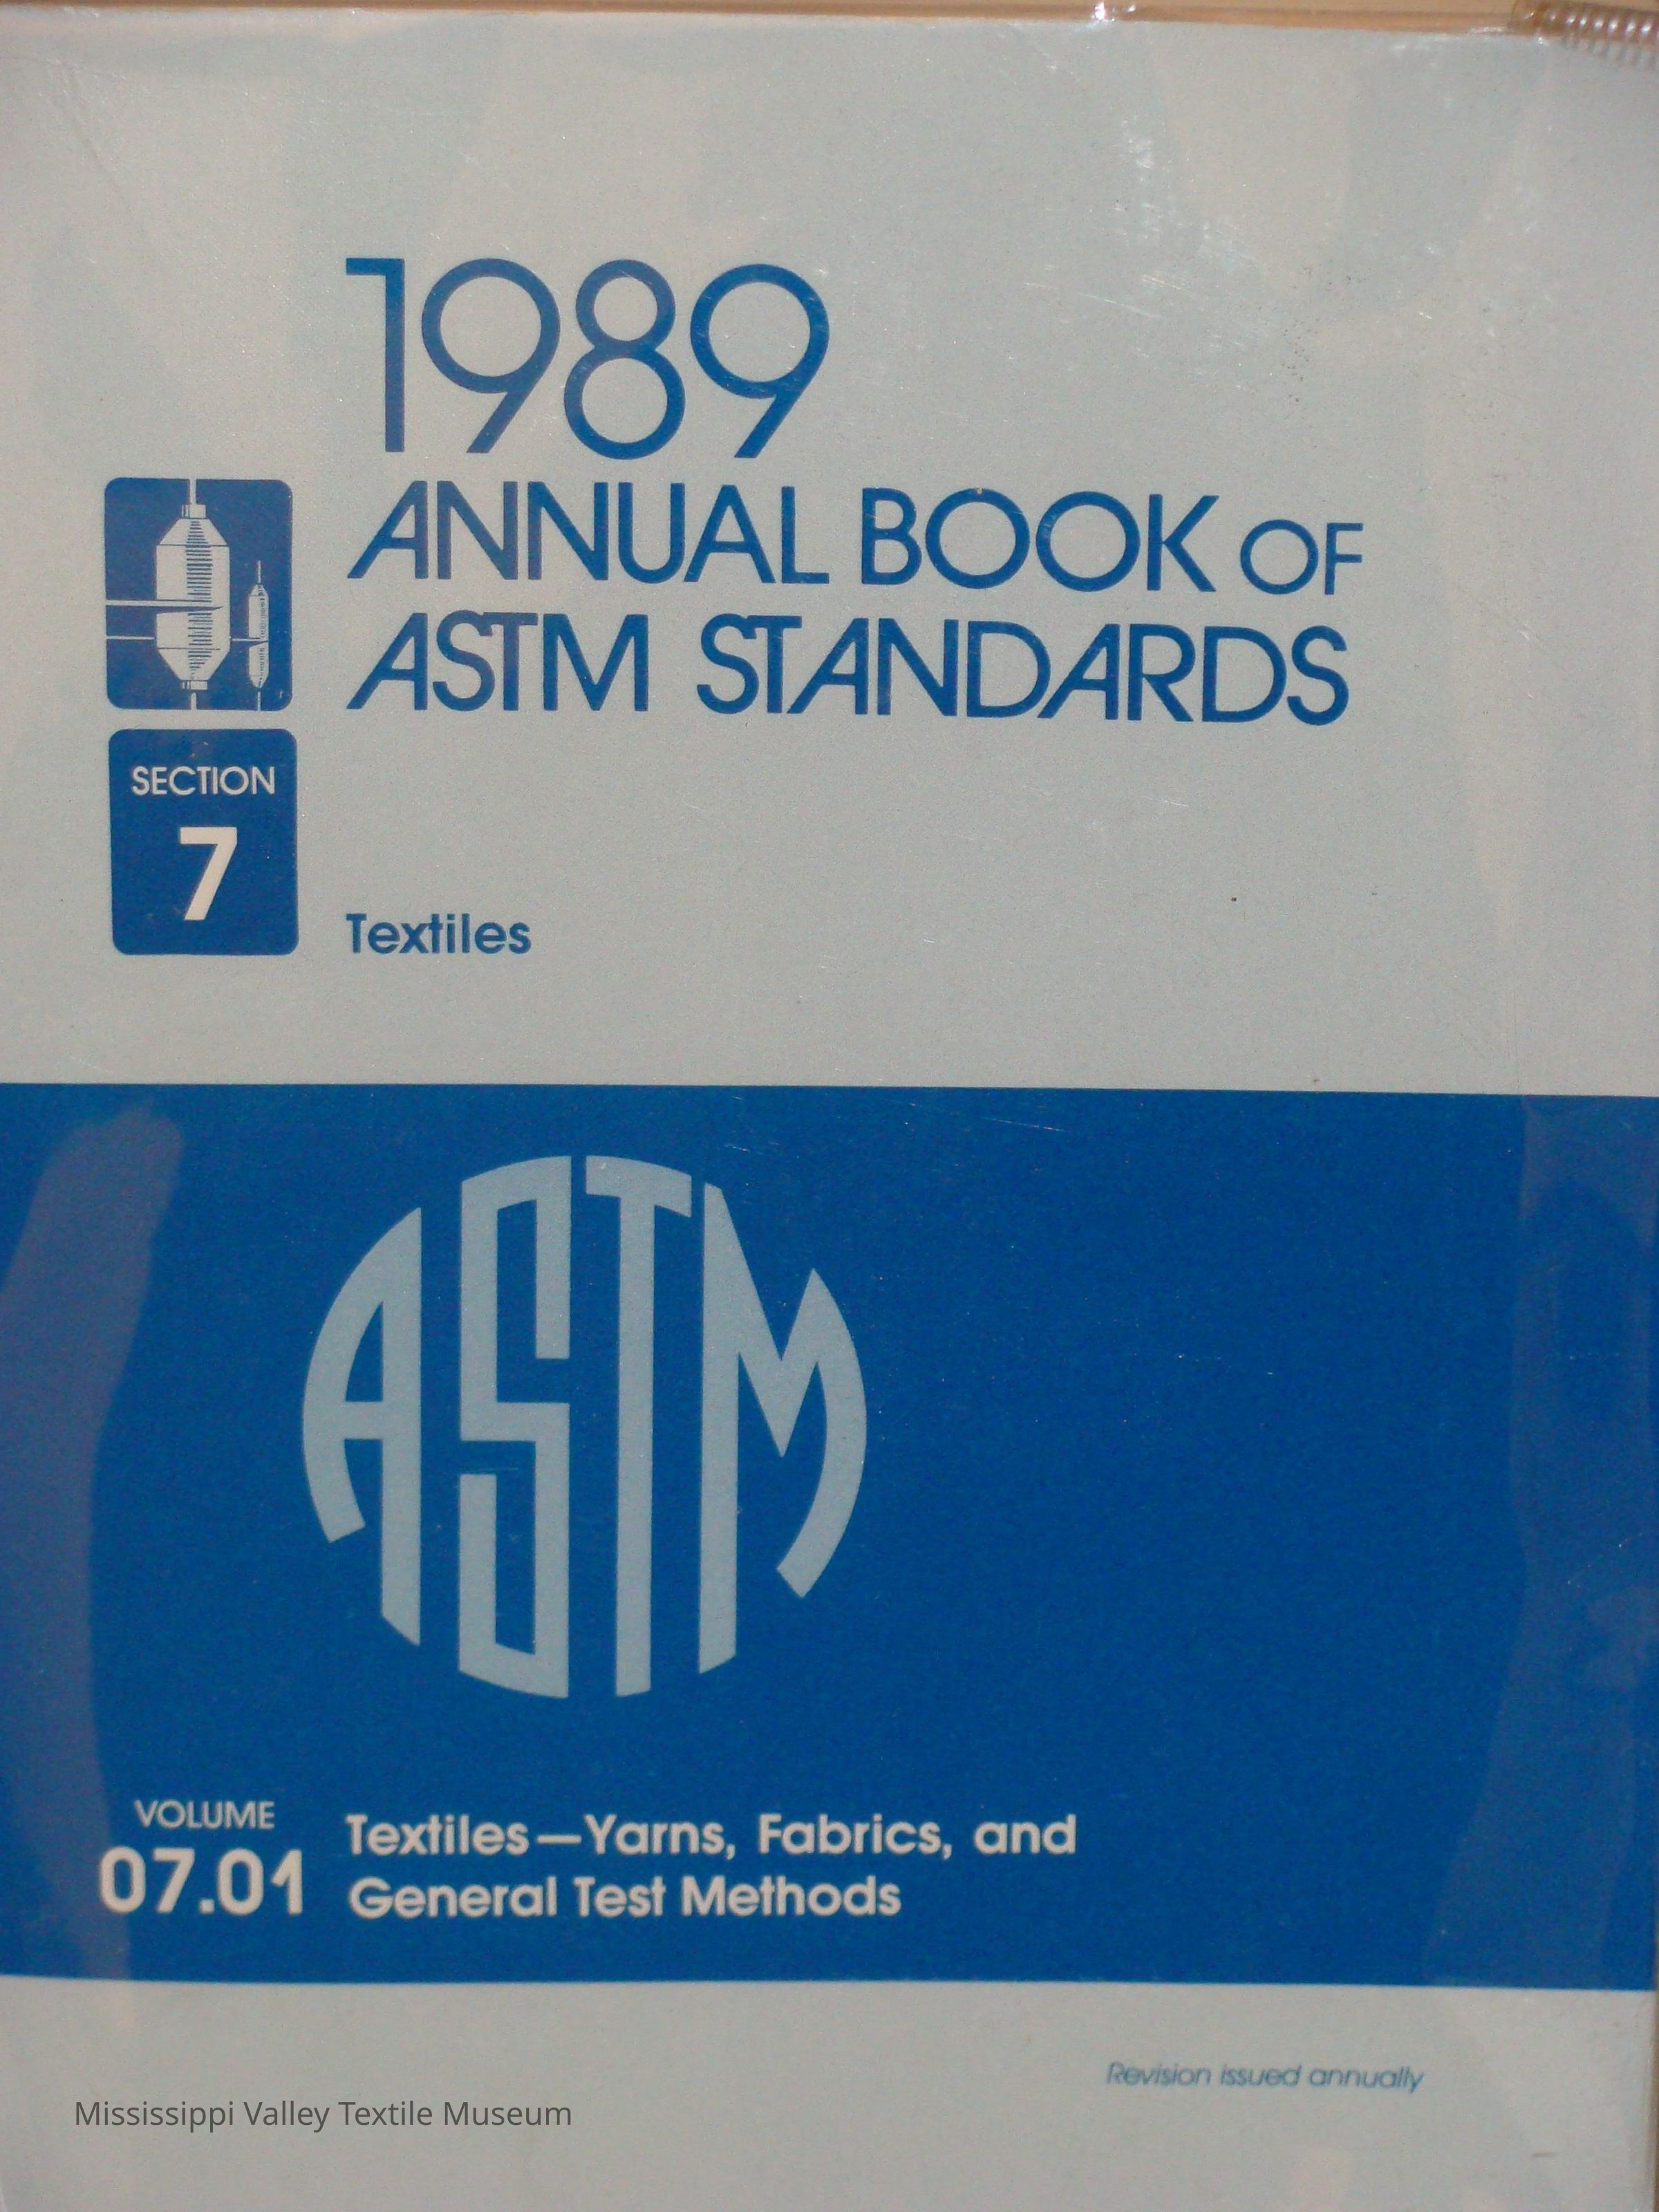 1989
ANNUAL BOOK OF
ASTM STANDARDS
SECTION
7
Textiles
ASTM
VOLUME
07.01
Textiles—Yarns, Fabrics, and
General Test Methods
Revision issued annually
Mississippi Valley Textile Museum